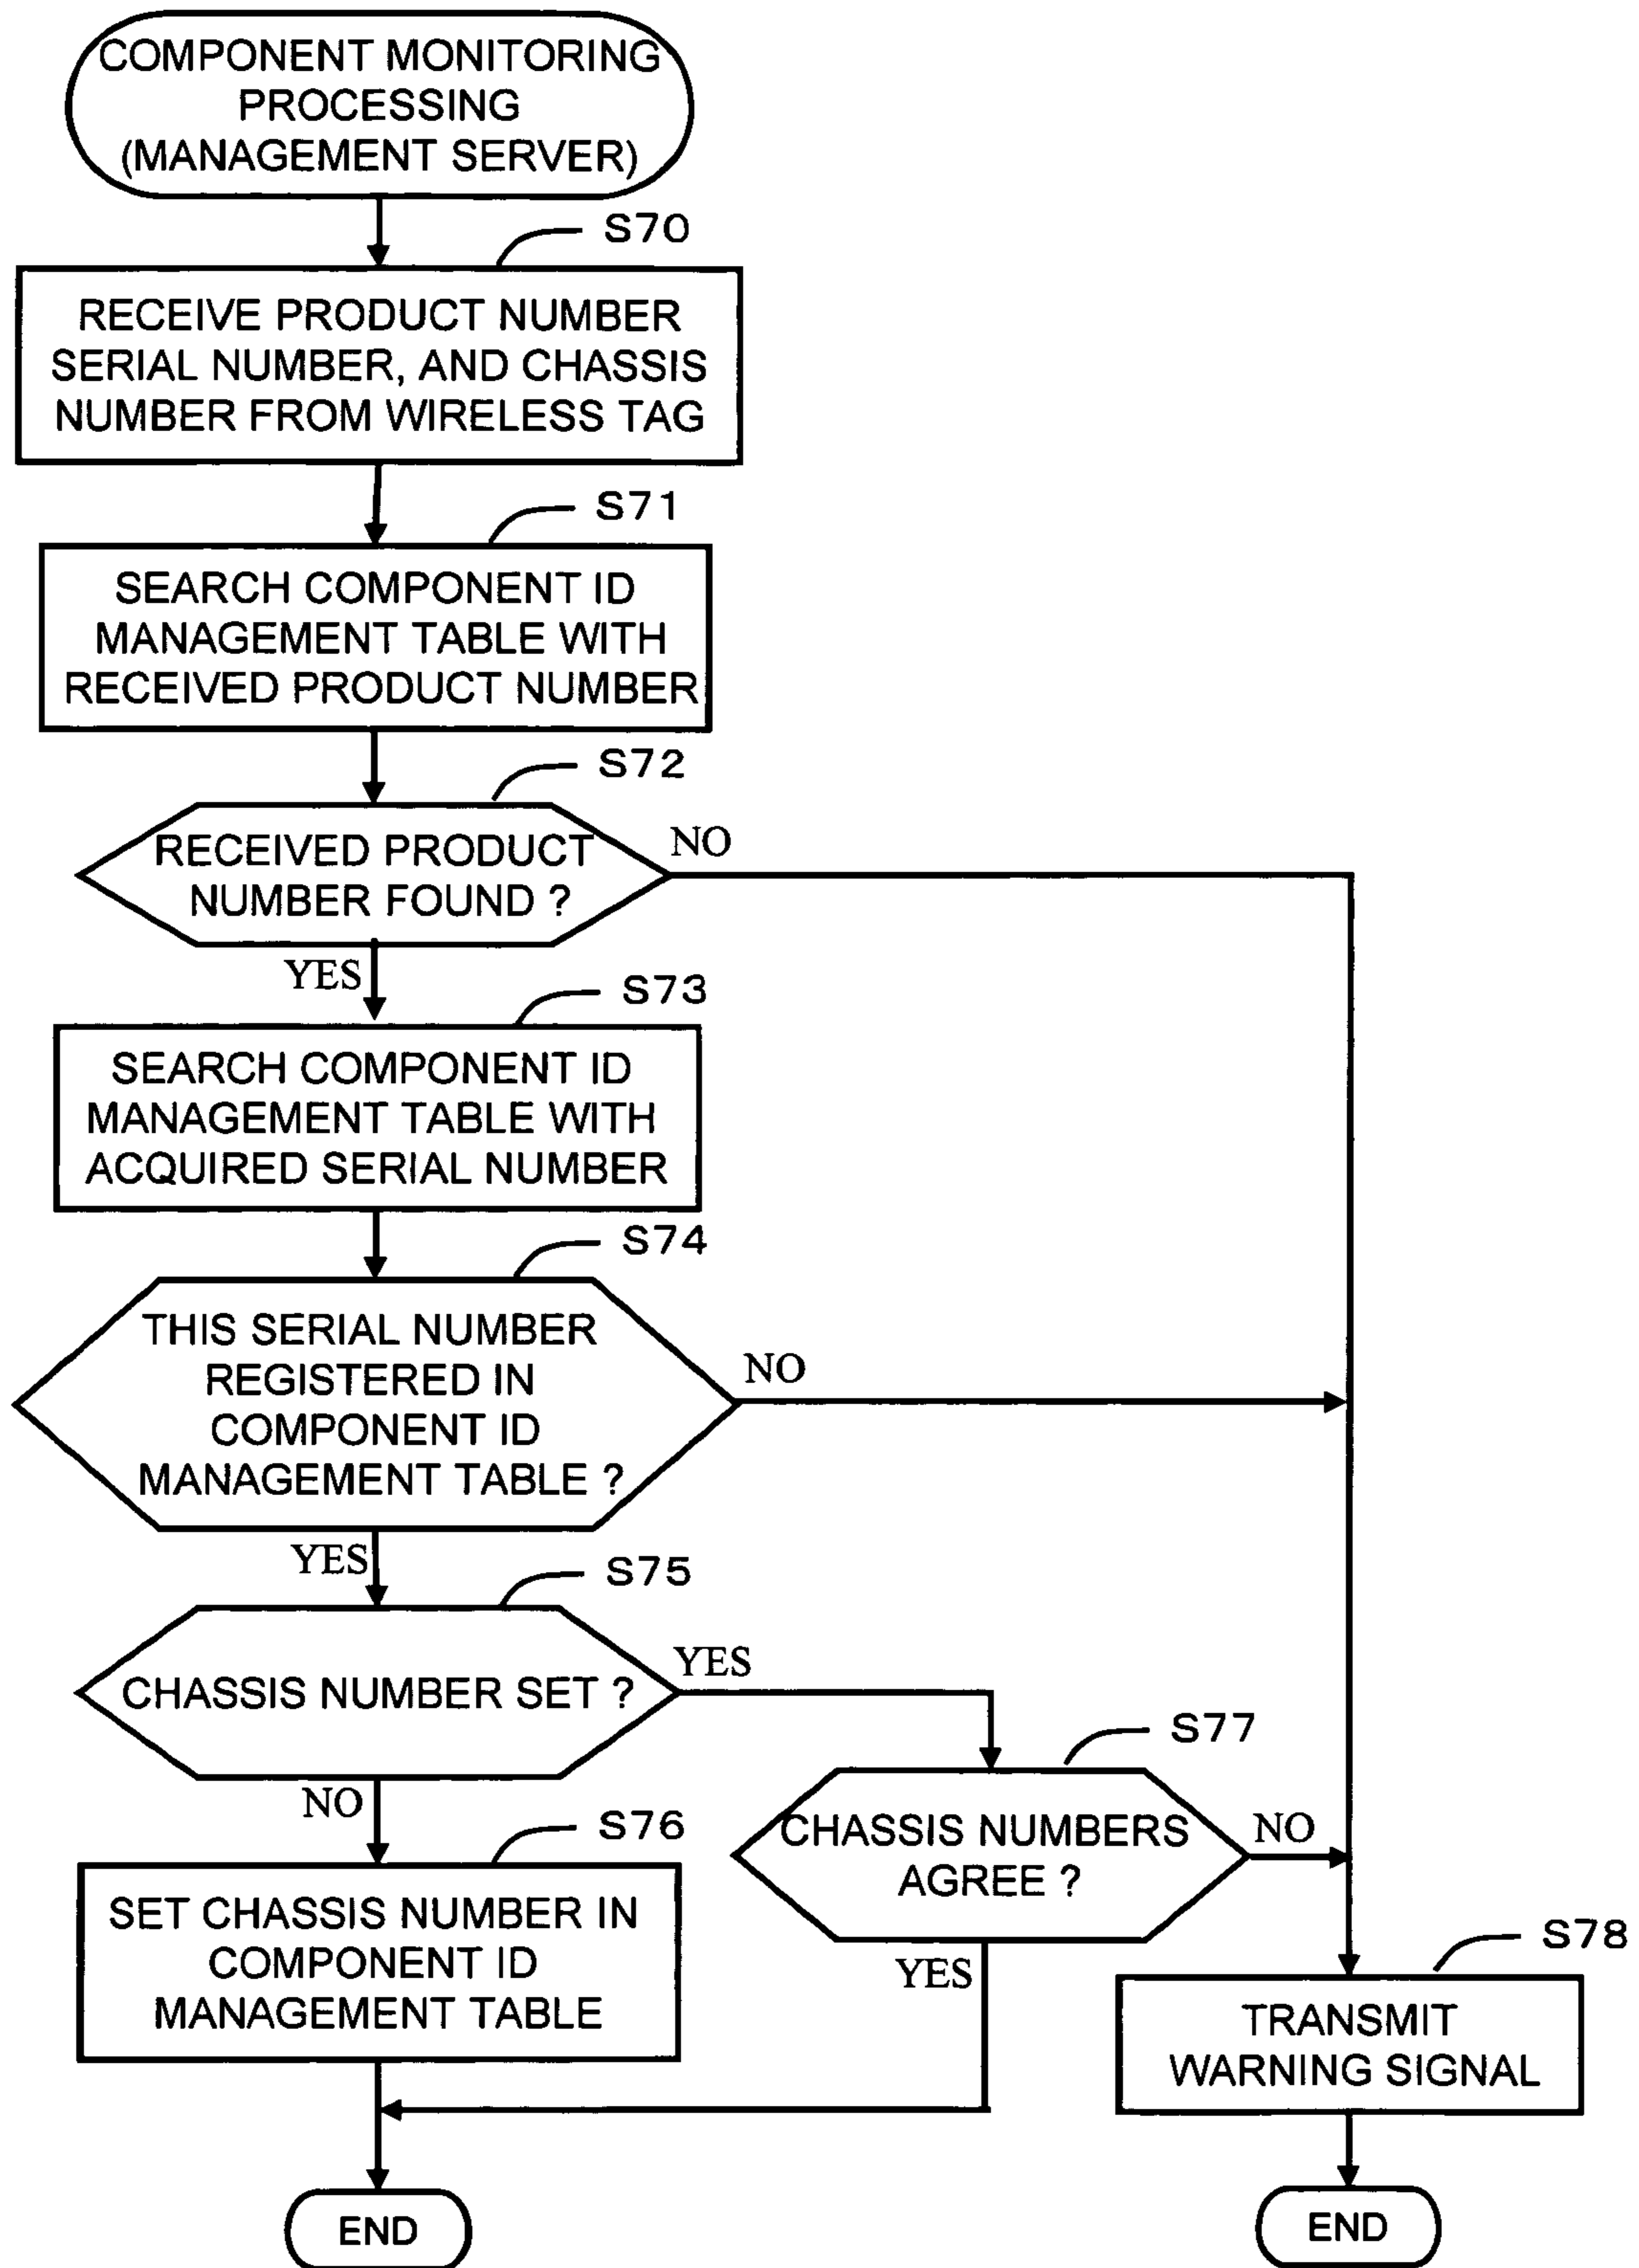 COMPONENT MONITORING
PROCESSING
(MANAGEMENT SERVER)
S70
RECEIVE PRODUCT NUMBER
SERIAL NUMBER, AND CHASSIS
NUMBER FROM WIRELESS TAG
S71
SEARCH COMPONENT ID
MANAGEMENT TABLE WITH
RECEIVED PRODUCT NUMBER
S72
RECEIVED PRODUCT
NUMBER FOUND ?
NO
YES
S73
SEARCH COMPONENT ID
MANAGEMENT TABLE WITH
ACQUIRED SERIAL NUMBER
S74
THIS SERIAL NUMBER
REGISTERED IN
COMPONENT ID
MANAGEMENT TABLE ?
NO
YES
S75
CHASSIS NUMBER SET ?
YES
NO
S77
CHASSIS NUMBERS
AGREE ?
NO
YES
S76
SET CHASSIS NUMBER IN
COMPONENT ID
MANAGEMENT TABLE
S78
TRANSMIT
WARNING SIGNAL
END
END